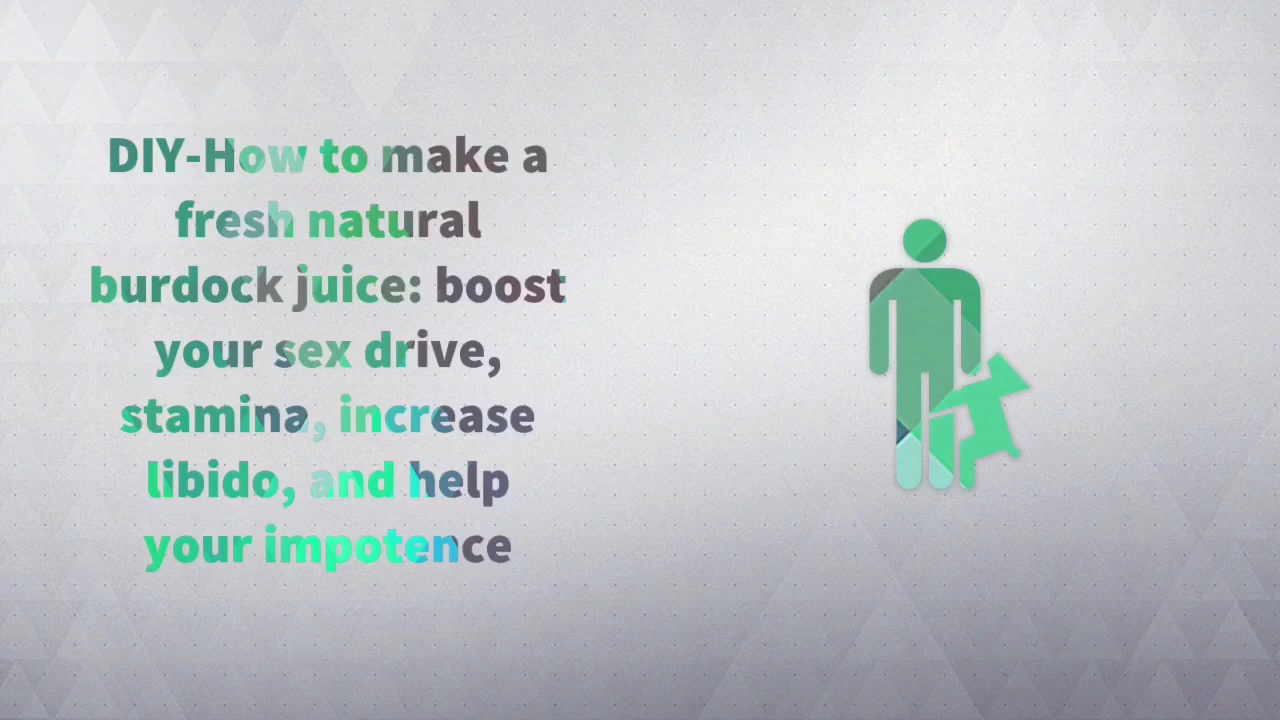 DIY-How to make a
fresh natural
burdock juice: boost
your sex drive,
stamina, increase
libido, and help
your impotence